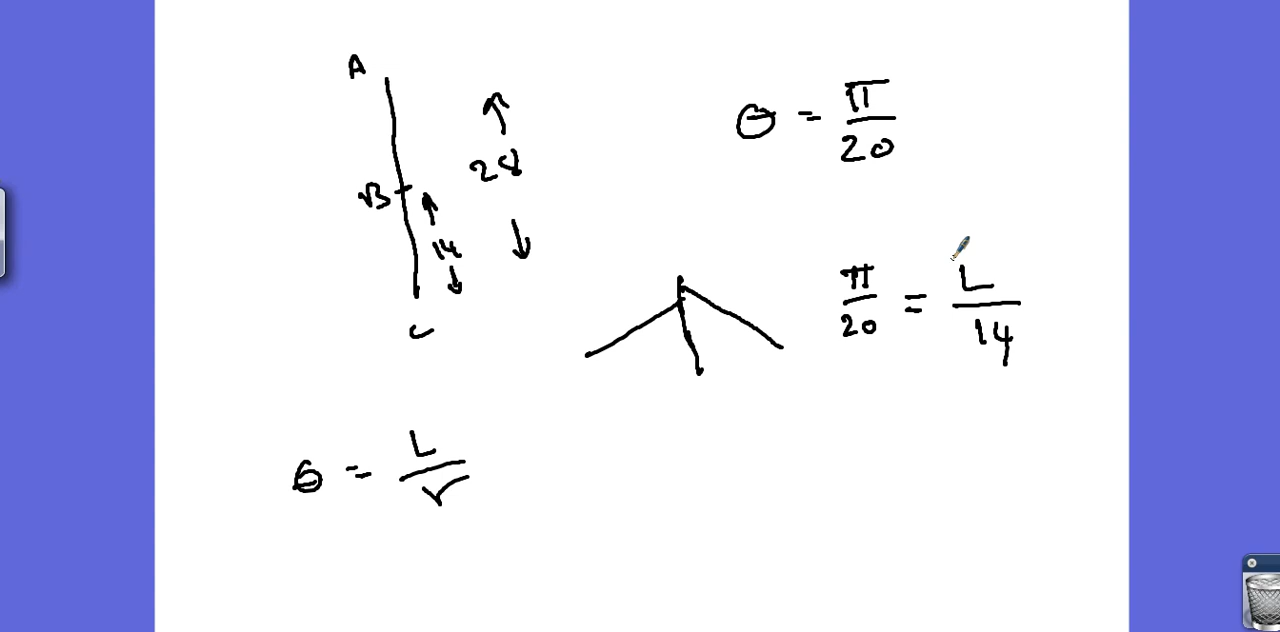 A
28
B
14
C
θ = π/20
π/20 = L/14
θ = L/r